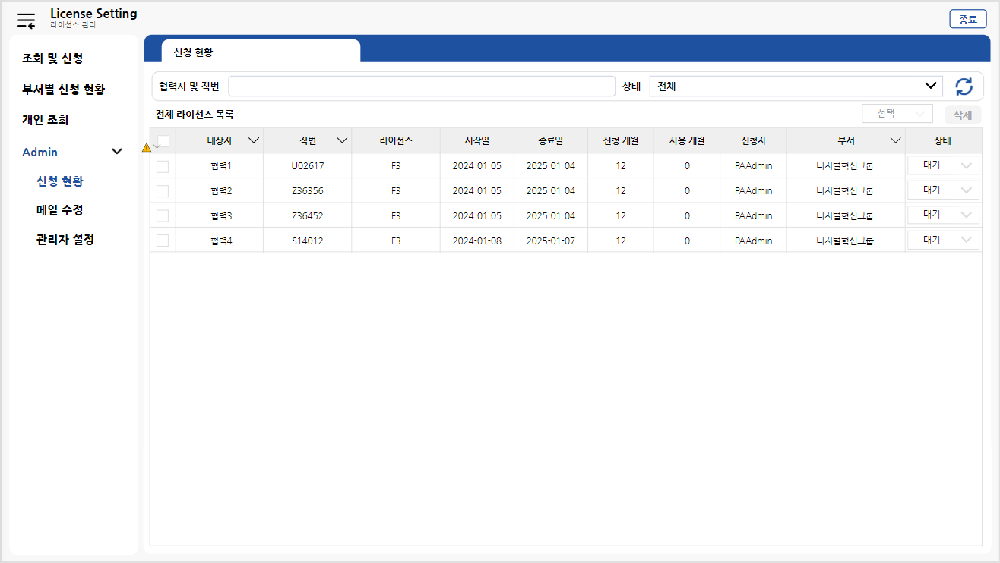 License Setting
라이선스 관리
종료
조회 및 신청
부서별 신청 현황
개인 조회
Admin
신청 현황
메일 수정
관리자 설정
신청 현황
협력사 및 직번 상태 전체
전체 라이선스 목록 선택 삭제
대상자 직번 라이선스 시작일 종료일 신청 개월 사용 개월 신청자 부서 상태
협력1 U02617 F3 2024-01-05 2025-01-04 12 0 PAAdmin 디지털혁신그룹 대기
협력2 Z36356 F3 2024-01-05 2025-01-04 12 0 PAAdmin 디지털혁신그룹 대기
협력3 Z36452 F3 2024-01-05 2025-01-04 12 0 PAAdmin 디지털혁신그룹 대기
협력4 S14012 F3 2024-01-08 2025-01-07 12 0 PAAdmin 디지털혁신그룹 대기